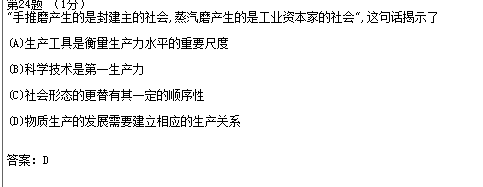 第24题 （1分）
"手推磨产生的是封建主的社会,蒸汽磨产生的是工业资本家的社会",这句话揭示了
(A)生产工具是衡量生产力水平的重要尺度
(B)科学技术是第一生产力
(C)社会形态的更替有其一定的顺序性
(D)物质生产的发展需要建立相应的生产关系
答案: D